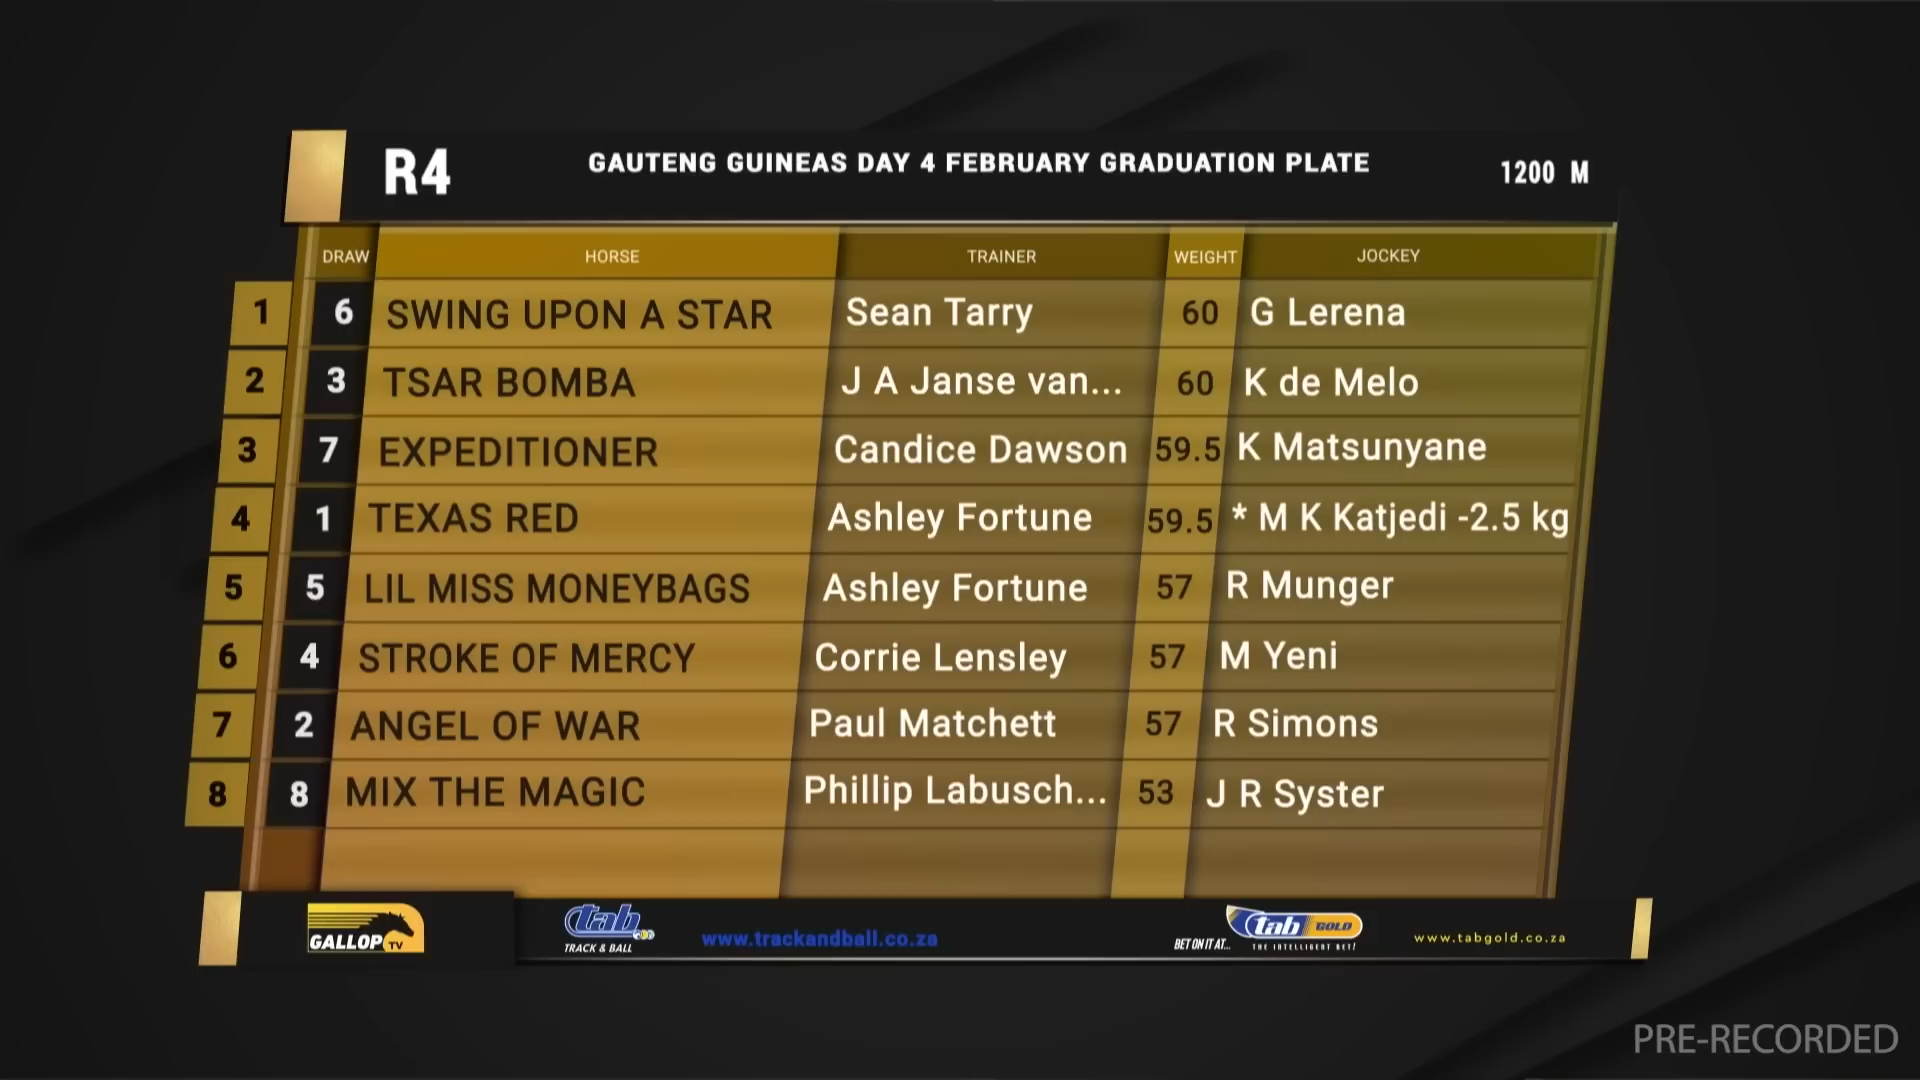 R4 GAUTENG GUINEAS DAY 4 FEBRUARY GRADUATION PLATE 1200 M
DRAW HORSE TRAINER WEIGHT JOCKEY
1 6 SWING UPON A STAR Sean Tarry 60 G Lerena
2 3 TSAR BOMBA J A Janse van... 60 K de Melo
3 7 EXPEDITIONER Candice Dawson 59.5 K Matsunyane
4 1 TEXAS RED Ashley Fortune 59.5 * M K Katjedi -2.5 kg
5 5 LIL MISS MONEYBAGS Ashley Fortune 57 R Munger
6 4 STROKE OF MERCY Corrie Lensley 57 M Yeni
7 2 ANGEL OF WAR Paul Matchett 57 R Simons
8 8 MIX THE MAGIC Phillip Labusch... 53 J R Syster
GALLOP TV tab TRACK & BALL www.trackandball.co.za BET ON IT AT... tab GOLD THE INTELLIGENT BET! www.tabgold.co.za
PRE-RECORDED